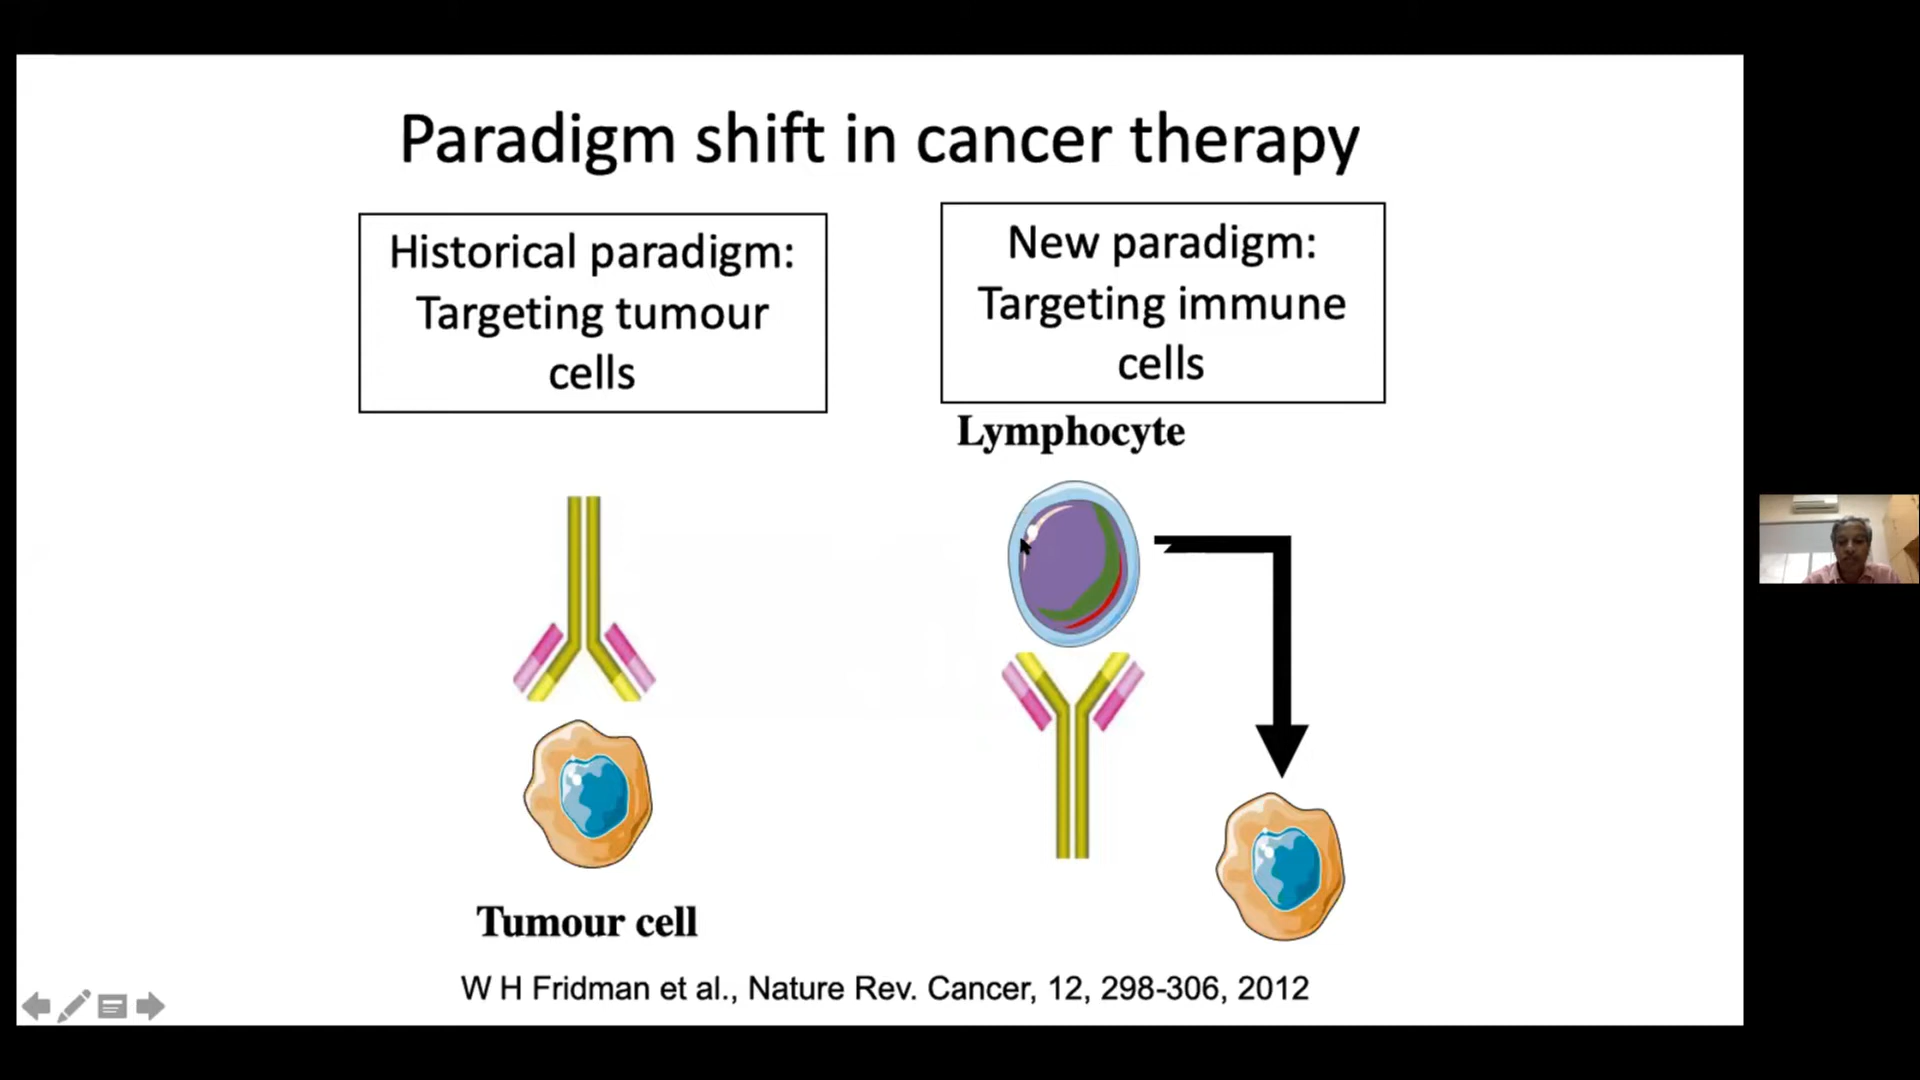 Paradigm shift in cancer therapy
Historical paradigm:
Targeting tumour
cells
New paradigm:
Targeting immune
cells
Lymphocyte
Tumour cell
W H Fridman et al., Nature Rev. Cancer, 12, 298-306, 2012